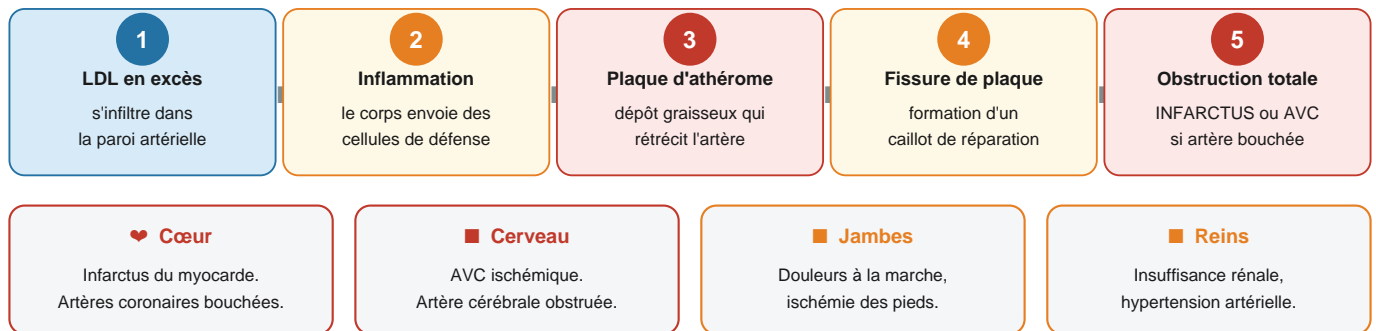 1
LDL en excès
s'infiltre dans
la paroi artérielle
2
Inflammation
le corps envoie des
cellules de défense
3
Plaque d'athérome
dépôt graisseux qui
rétrécit l'artère
4
Fissure de plaque
formation d'un
caillot de réparation
5
Obstruction totale
INFARCTUS ou AVC
si artère bouchée
❤ Cœur
Infarctus du myocarde.
Artères coronaires bouchées.
■ Cerveau
AVC ischémique.
Artère cérébrale obstruée.
■ Jambes
Douleurs à la marche,
ischémie des pieds.
■ Reins
Insuffisance rénale,
hypertension artérielle.